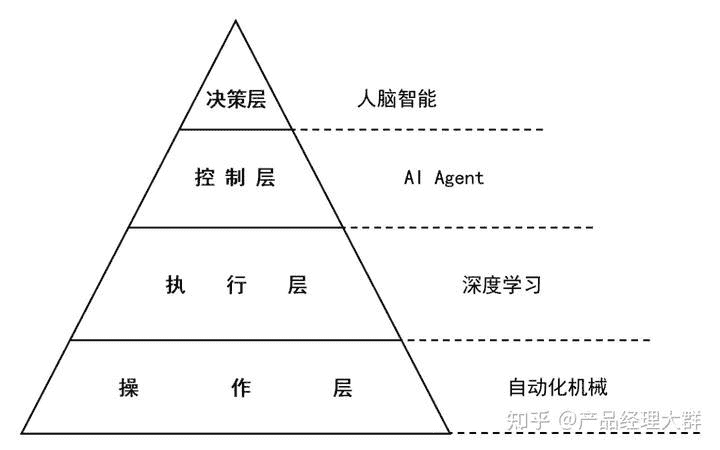 决策层 人脑智能
控制层 AI Agent
执行层 深度学习
操作层 自动化机械
知乎 @产品经理大群